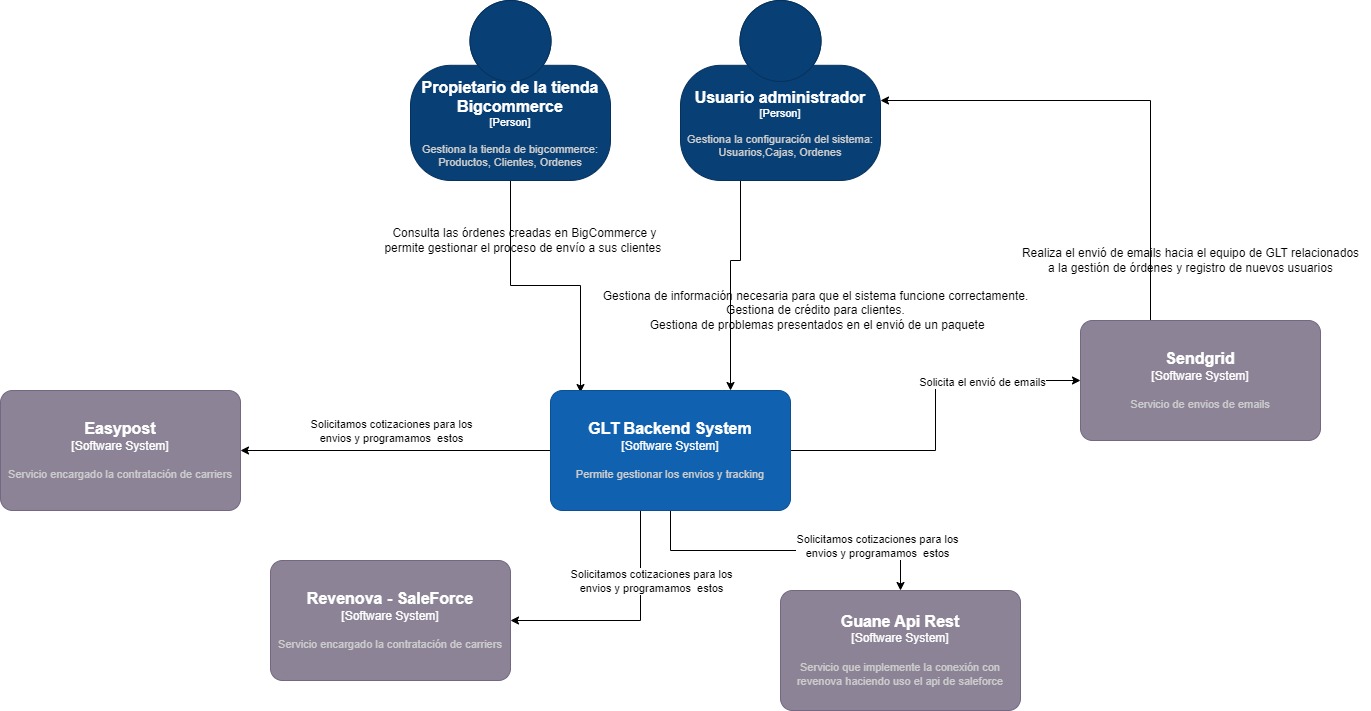 Propietario de la tienda
Bigcommerce
[Person]
Gestiona la tienda de bigcommerce:
Productos, Clientes, Ordenes
Usuario administrador
[Person]
Gestiona la configuración del sistema:
Usuarios,Cajas, Ordenes
Consulta las órdenes creadas en BigCommerce y
permite gestionar el proceso de envío a sus clientes
Realiza el envió de emails hacia el equipo de GLT relacionados
a la gestión de órdenes y registro de nuevos usuarios
Gestiona de información necesaria para que el sistema funcione correctamente.
Gestiona de crédito para clientes.
Gestiona de problemas presentados en el envió de un paquete
Sendgrid
[Software System]
Servicio de envios de emails
Solicita el envió de emails
Easypost
[Software System]
Servicio encargado la contratación de carriers
Solicitamos cotizaciones para los
envios y programamos estos
GLT Backend System
[Software System]
Permite gestionar los envios y tracking
Solicitamos cotizaciones para los
envios y programamos estos
Solicitamos cotizaciones para los
envios y programamos estos
Revenova - SaleForce
[Software System]
Servicio encargado la contratación de carriers
Guane Api Rest
[Software System]
Servicio que implemente la conexión con
revenova haciendo uso el api de saleforce